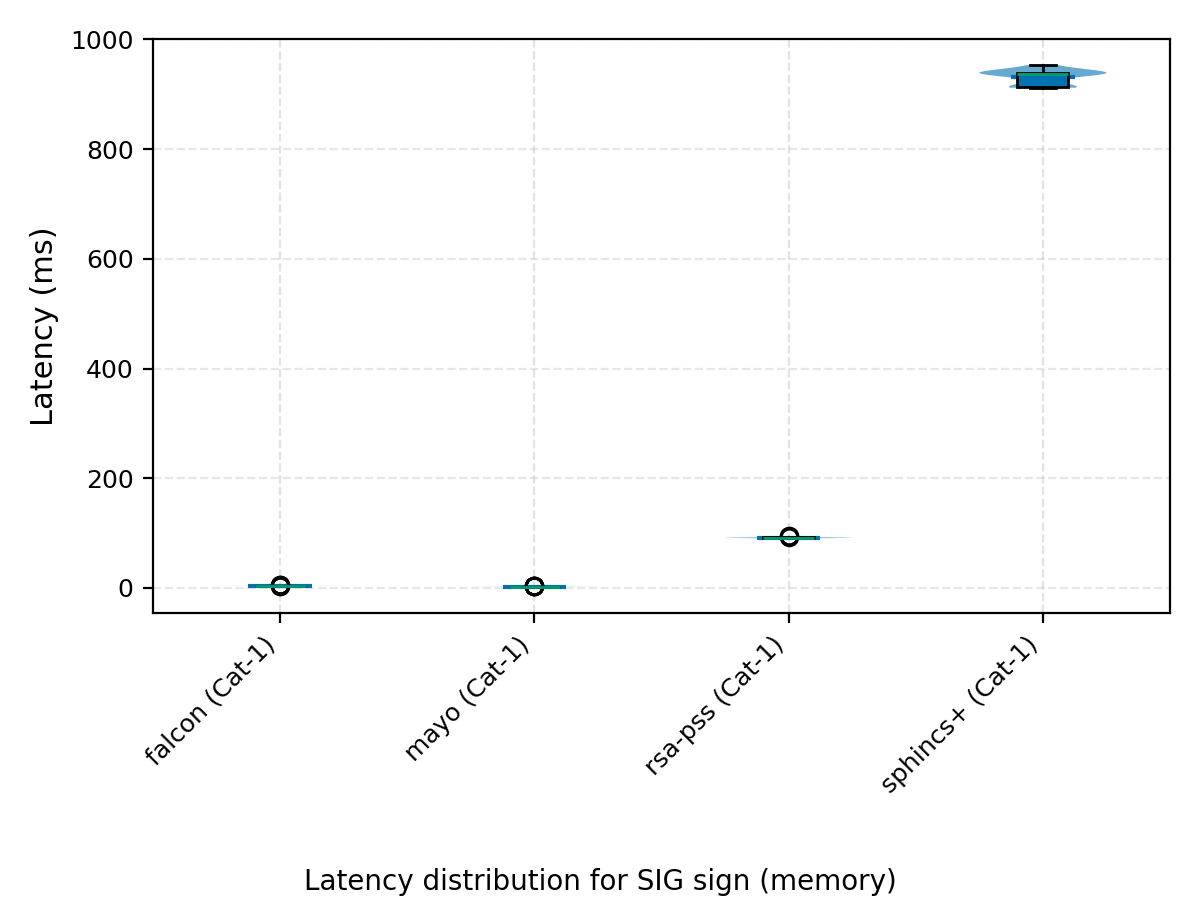 1000
800
600
400
200
0
Latency (ms)
falcon (Cat-1)
mayo (Cat-1)
rsa-pss (Cat-1)
sphincs+ (Cat-1)
Latency distribution for SIG sign (memory)